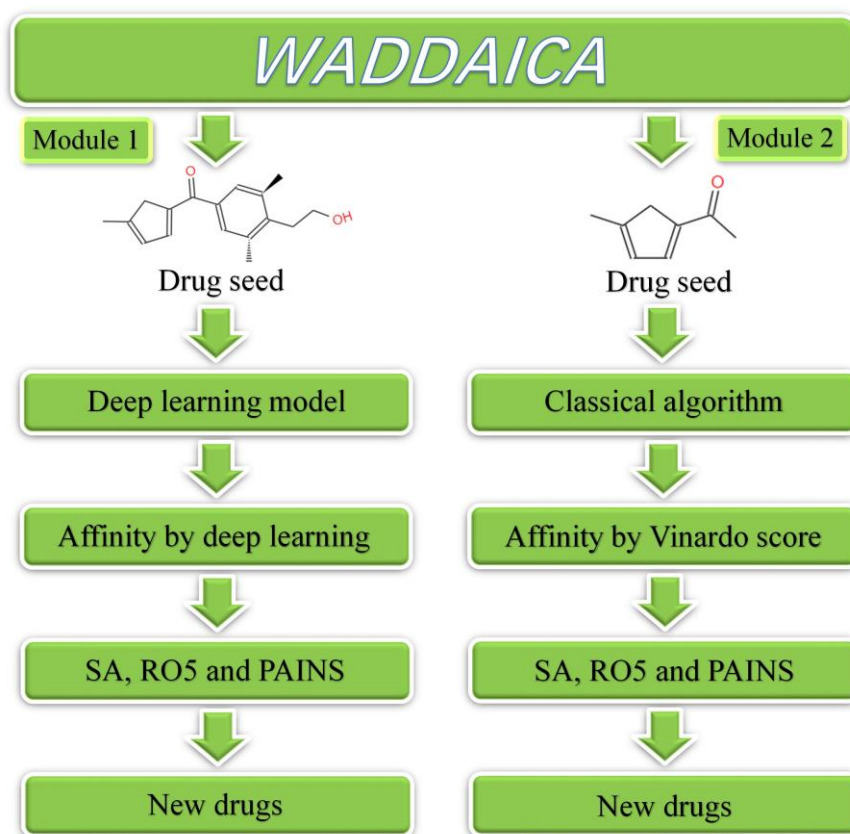 WADDAICA
Module 1
Module 2
O
OH
O
Drug seed
Drug seed
Deep learning model
Classical algorithm
Affinity by deep learning
Affinity by Vinardo score
SA, RO5 and PAINS
SA, RO5 and PAINS
New drugs
New drugs